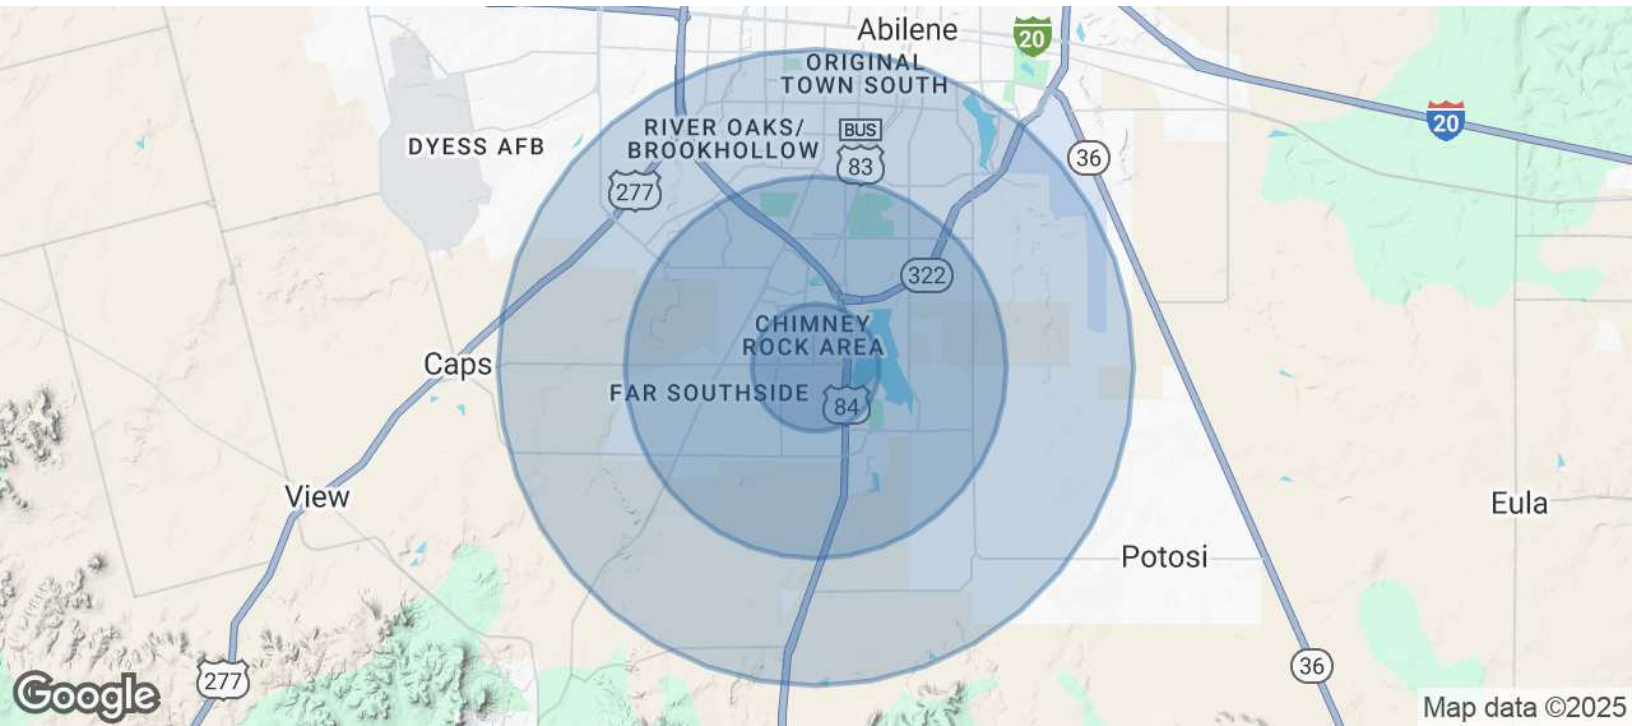 Abilene
20
ORIGINAL
TOWN SOUTH
20
RIVER OAKS/
BROOKHOLLOW
BUS
83
DYESS AFB
36
277
322
CHIMNEY
ROCK AREA
Caps
FAR SOUTHSIDE
84
View
Eula
Potosi
36
277
Google
Map data ©2025